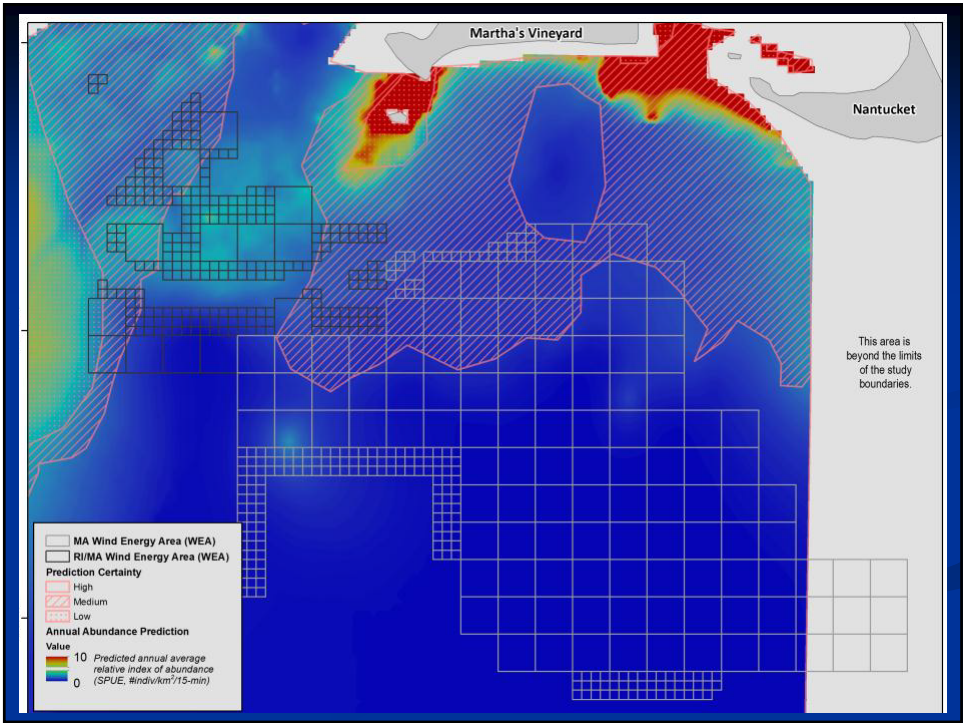 Martha's Vineyard
Nantucket
This area is
beyond the limits
of the study
boundaries.
MA Wind Energy Area (WEA)
RI/MA Wind Energy Area (WEA)
Prediction Certainty
High
Medium
Low
Annual Abundance Prediction
Value
10 Predicted annual average
relative index of abundance
0 (SPUE, #indiv/km²/15-min)